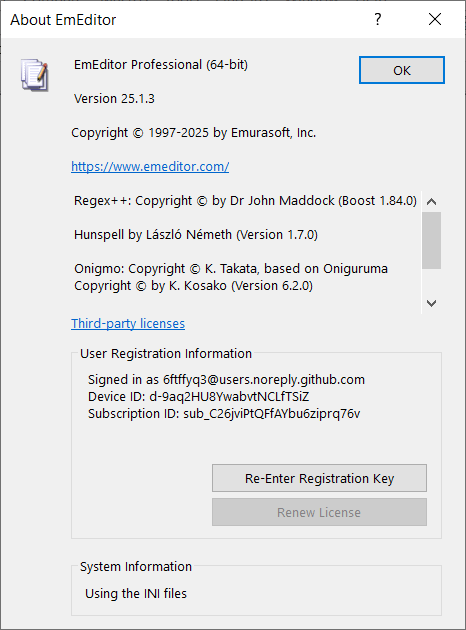 About EmEditor
EmEditor Professional (64-bit)
OK
Version 25.1.3
Copyright © 1997-2025 by Emurasoft, Inc.
https://www.emeditor.com/
Regex++: Copyright © by Dr John Maddock (Boost 1.84.0)
Hunspell by László Németh (Version 1.7.0)
Onigmo: Copyright © K. Takata, based on Oniguruma
Copyright © by K. Kosako (Version 6.2.0)
Third-party licenses
User Registration Information
Signed in as 6ftffyq3@users.noreply.github.com
Device ID: d-9aq2HU8YwabvtNCLfTSiZ
Subscription ID: sub_C26jviPtQFfAYbu6ziprq76v
Re-Enter Registration Key
Renew License
System Information
Using the INI files